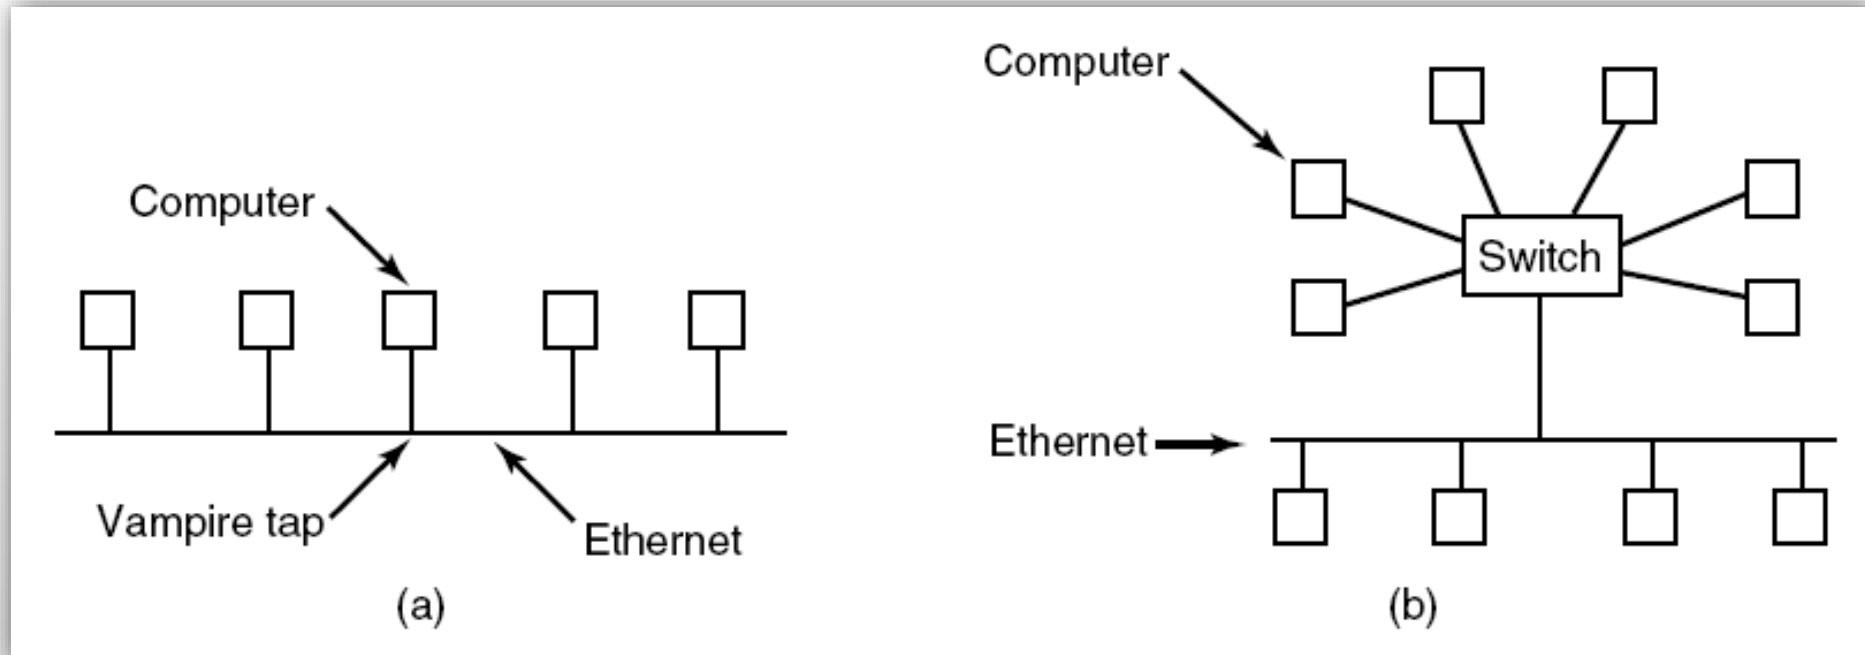 Computer
Vampire tap
Ethernet
(a)
Computer
Switch
Ethernet
(b)